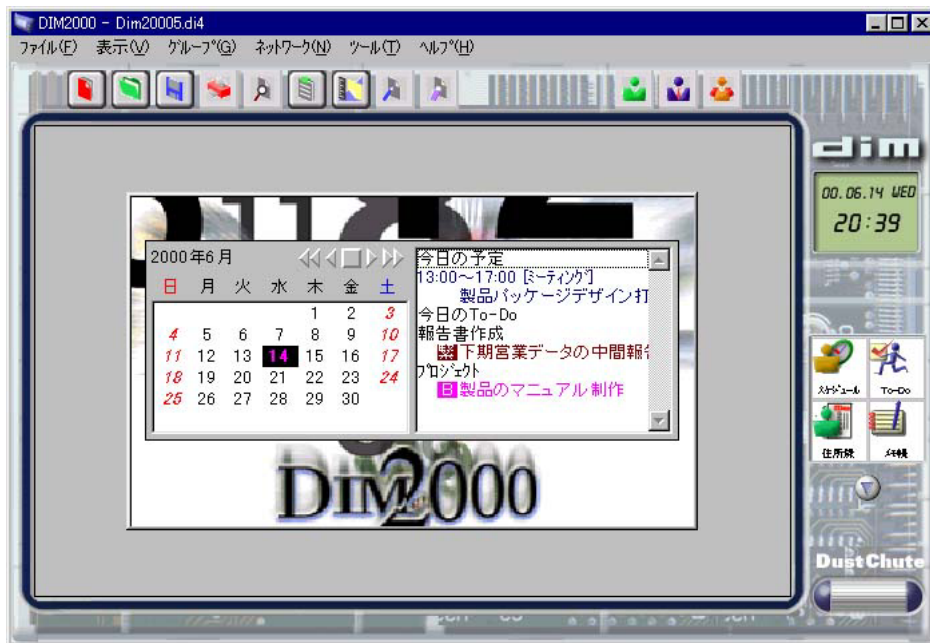 DIM2000 - Dim20005.di4
ファイル(F) 表示(V) グループ(G) ネットワーク(N) ツール(T) ヘルプ(H)
dim
00.06.14 WED
20:39
2000年6月
日 月 火 水 木 金 土
1 2 3
4 5 6 7 8 9 10
11 12 13 14 15 16 17
18 19 20 21 22 23 24
25 26 27 28 29 30
今日の予定
13:00～17:00 [ミーティング]
製品パッケージデザイン打
今日のTo-Do
報告書作成
緊下期営業データの中間報告
プロジェクト
日製品のマニュアル制作
スケジュール To-Do
住所録 メモ帳
DIM2000
DustChute